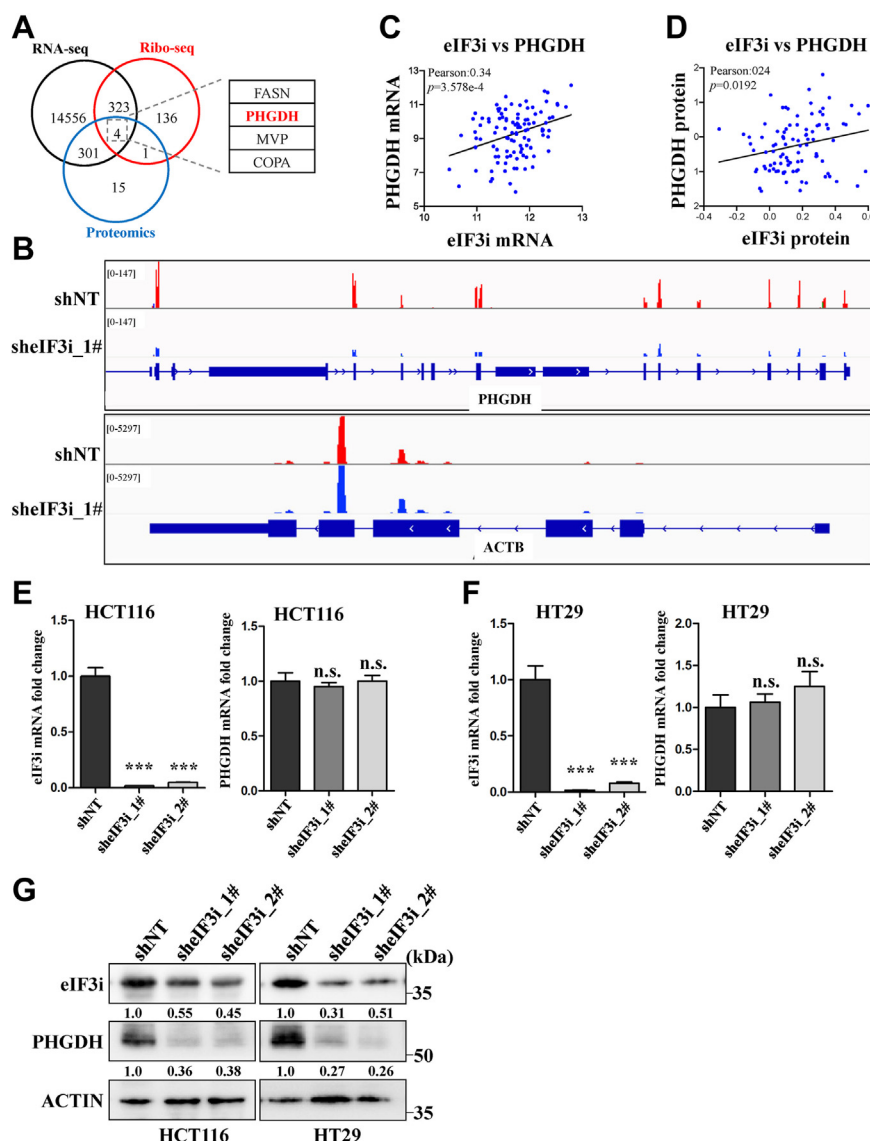 A
RNA-seq
Ribo-seq
14556
323
136
4
301
1
15
Proteomics
FASN
PHGDH
MVP
COPA
C
eIF3i vs PHGDH
Pearson:0.34
p=3.578e-4
PHGDH mRNA
13
12
11
10
9
8
7
6
5
10
11
12
13
eIF3i mRNA
D
eIF3i vs PHGDH
Pearson:024
p=0.0192
PHGDH protein
2
1
0
1
2
-0.4
-0.2
0.0
0.2
0.4
0.6
eIF3i protein
B
[0-147]
shNT
[0-147]
sheIF3i_1#
PHGDH
[0-5297]
shNT
[0-5297]
sheIF3i_1#
ACTB
E
HCT116
eIF3i mRNA fold change
1.5
1.0
0.5
0.0
*** ***
shNT
sheIF3i_1#
sheIF3i_2#
HCT116
PHGDH mRNA fold change
1.5
1.0
0.5
0.0
n.s. n.s.
shNT
sheIF3i_1#
sheIF3i_2#
F
HT29
eIF3i mRNA fold change
1.5
1.0
0.5
0.0
*** ***
shNT
sheIF3i_1#
sheIF3i_2#
HT29
PHGDH mRNA fold change
2.0
1.5
1.0
0.5
0.0
n.s. n.s.
shNT
sheIF3i_1#
sheIF3i_2#
G
shNT sheIF3i_1# sheIF3i_2# shNT sheIF3i_1# sheIF3i_2#
(kDa)
eIF3i
35
1.0 0.55 0.45 1.0 0.31 0.51
PHGDH
50
1.0 0.36 0.38 1.0 0.27 0.26
ACTIN
35
HCT116 HT29